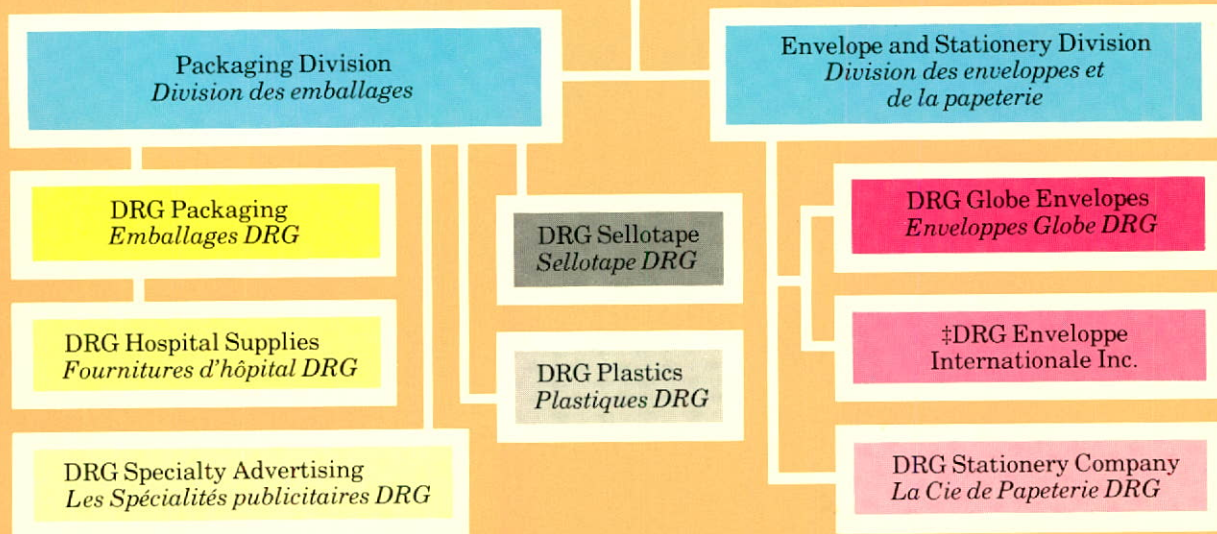 Packaging Division
Division des emballages
Envelope and Stationery Division
Division des enveloppes et
de la papeterie
DRG Packaging
Emballages DRG
DRG Hospital Supplies
Fournitures d'hôpital DRG
DRG Specialty Advertising
Les Spécialités publicitaires DRG
DRG Sellotape
Sellotape DRG
DRG Plastics
Plastiques DRG
DRG Globe Envelopes
Enveloppes Globe DRG
‡DRG Enveloppe
Internationale Inc.
DRG Stationery Company
La Cie de Papeterie DRG